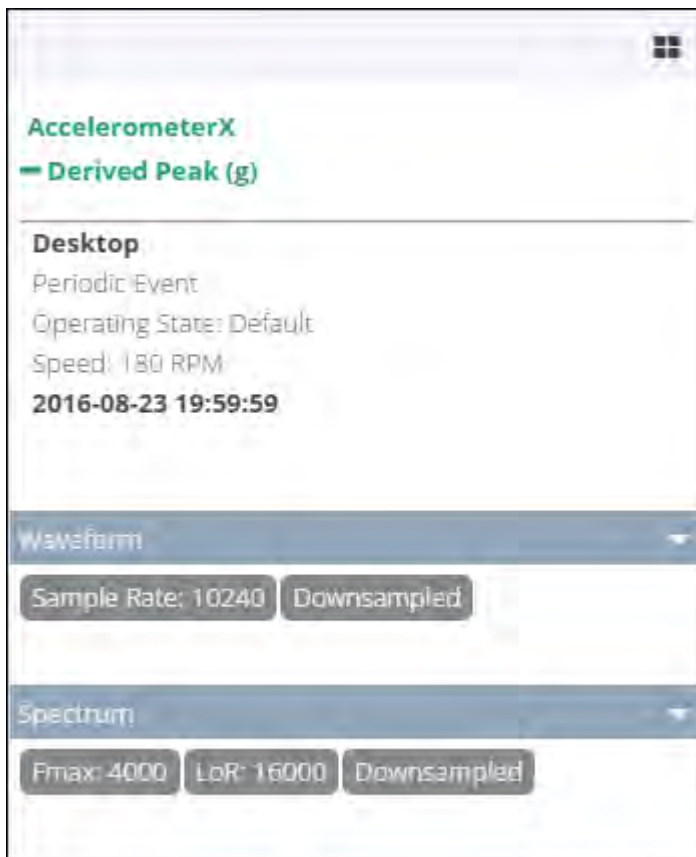 AccelerometerX
Derived Peak (g)
Desktop
Periodic Event
Operating State: Default
Speed: 180 RPM
2016-08-23 19:59:59
Waveform
Sample Rate: 10240 Downsampled
Spectrum
Fmax: 4000 LoR: 16000 Downsampled